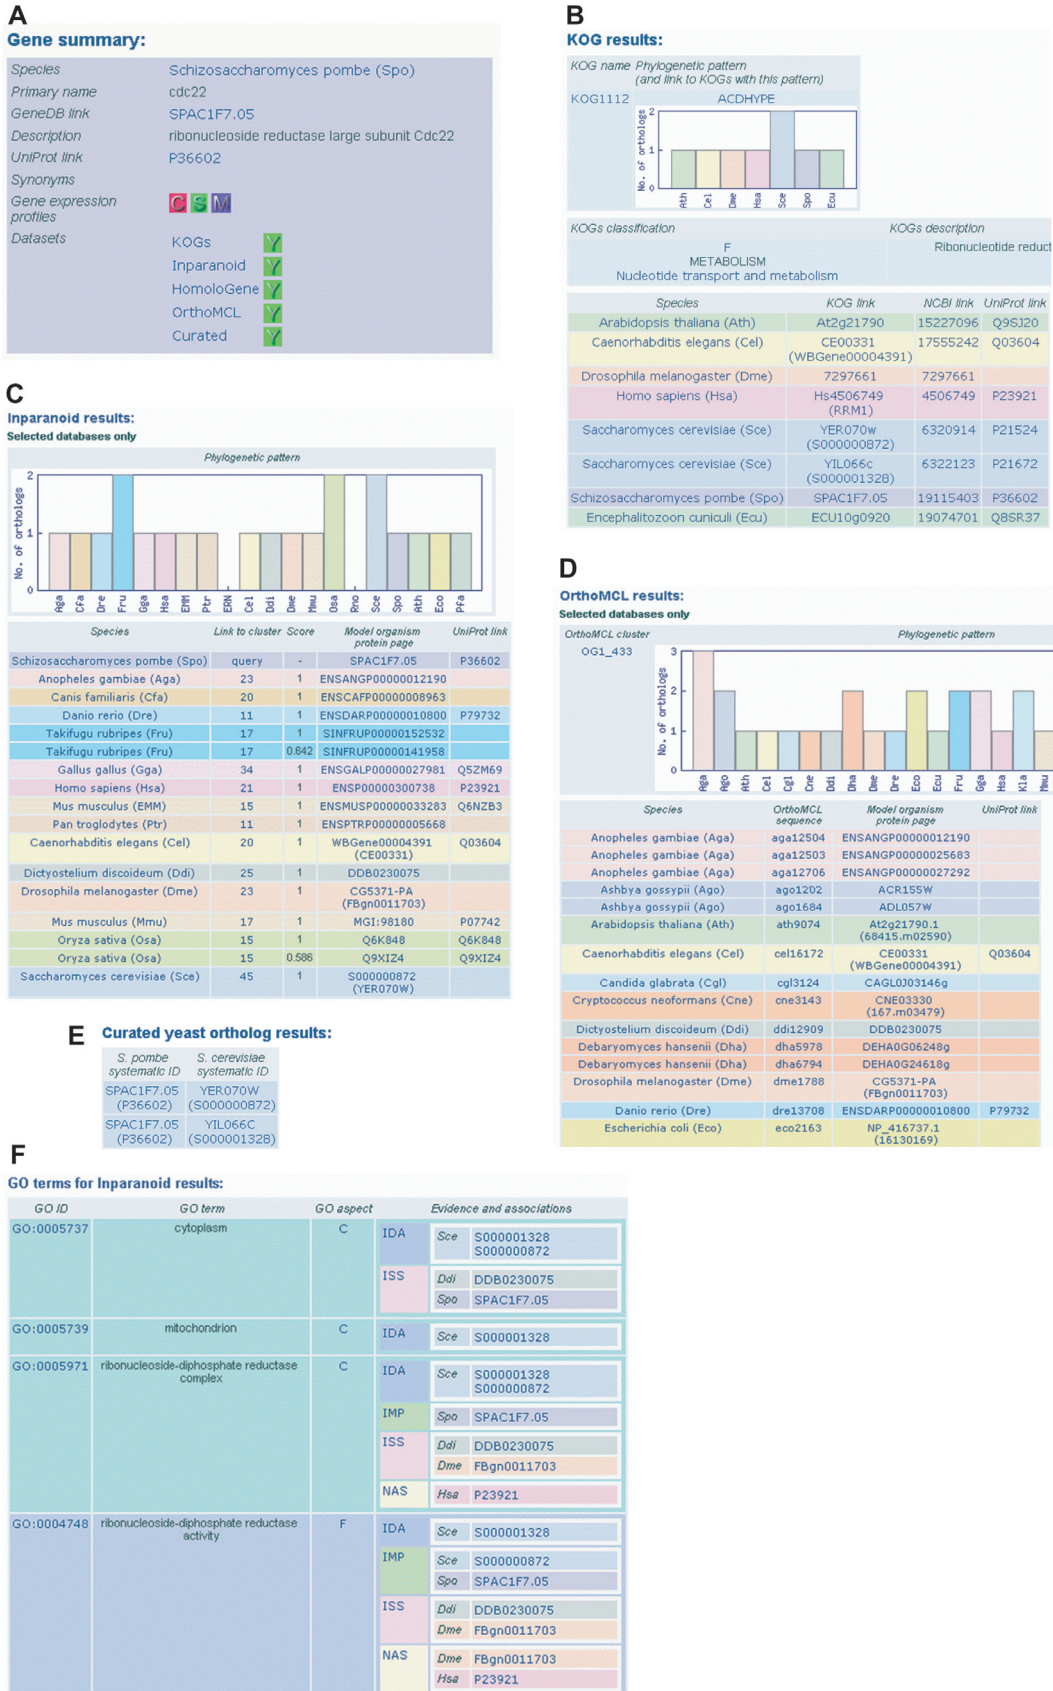 A
Gene summary:
Species Schizosaccharomyces pombe (Spo)
Primary name cdc22
GeneDB link SPAC1F7.05
Description ribonucleoside reductase large subunit Cdc22
UniProt link P36602
Synonyms
Gene expression profiles C S M
Datasets
KOGs Y
Inparanoid Y
HomoloGene Y
OrthoMCL Y
Curated Y
B
KOG results:
KOG name Phylogenetic pattern
(and link to KOGs with this pattern)
KOG1112 ACDHYPE
No. of orthologs
2
1
0
Ath Cel Dme Hsa Sce Spo Ecu
KOGs classification KOGs description
F Ribonucleotide reduct
METABOLISM
Nucleotide transport and metabolism
Species KOG link NCBI link UniProt link
Arabidopsis thaliana (Ath) At2g21790 15227096 Q9SJ20
Caenorhabditis elegans (Cel) CE00331 17555242 Q03604
(WBGene00004391)
Drosophila melanogaster (Dme) 7297661 7297661
Homo sapiens (Hsa) Hs4506749 4506749 P23921
(RRM1)
Saccharomyces cerevisiae (Sce) YER070w 6320914 P21524
(S000000872)
Saccharomyces cerevisiae (Sce) YIL066c 6322123 P21672
(S000001328)
Schizosaccharomyces pombe (Spo) SPAC1F7.05 19115403 P36602
Encephalitozoon cuniculi (Ecu) ECU10g0920 19074701 Q8SR37
C
Inparanoid results:
Selected databases only
Phylogenetic pattern
No. of orthologs
2
1
0
Aga Cfa Dre Fru Gga Hsa EMM Ptr ERN Cel Ddi Dme Mmu Osa Rno Sce Spo Ath Eco Pfa
Species Link to cluster Score Model organism protein page UniProt link
Schizosaccharomyces pombe (Spo) query - SPAC1F7.05 P36602
Anopheles gambiae (Aga) 23 1 ENSANGP00000012190
Canis familiaris (Cfa) 20 1 ENSCAFP00000008963
Danio rerio (Dre) 11 1 ENSDARP00000010800 P79732
Takifugu rubripes (Fru) 17 1 SINFRUP00000152532
Takifugu rubripes (Fru) 17 0.642 SINFRUP00000141958
Gallus gallus (Gga) 34 1 ENSGALP00000027981 Q5ZM69
Homo sapiens (Hsa) 21 1 ENSP00000300738 P23921
Mus musculus (EMM) 15 1 ENSMUSP00000033283 Q6NZB3
Pan troglodytes (Ptr) 11 1 ENSPTRP00000005668
Caenorhabditis elegans (Cel) 20 1 WBGene00004391 Q03604
(CE00331)
Dictyostelium discoideum (Ddi) 25 1 DDB0230075
Drosophila melanogaster (Dme) 23 1 CG5371-PA
(FBgn0011703)
Mus musculus (Mmu) 17 1 MGI:98180 P07742
Oryza sativa (Osa) 15 1 Q6K848 Q6K848
Oryza sativa (Osa) 15 0.586 Q9XIZ4 Q9XIZ4
Saccharomyces cerevisiae (Sce) 45 1 S000000872
(YER070W)
D
OrthoMCL results:
Selected databases only
OrthoMCL cluster Phylogenetic pattern
OG1_433
No. of orthologs
3
2
1
0
Aga Ago Ath Cel Cgl Cne Ddi Dha Dme Dre Eco Ecu Fru Gga Hsa Kla Mmu
Species OrthoMCL sequence Model organism protein page UniProt link
Anopheles gambiae (Aga) aga12504 ENSANGP00000012190
Anopheles gambiae (Aga) aga12503 ENSANGP00000025683
Anopheles gambiae (Aga) aga12706 ENSANGP00000027292
Ashbya gossypii (Ago) ago1202 ACR155W
Ashbya gossypii (Ago) ago1684 ADL057W
Arabidopsis thaliana (Ath) ath9074 At2g21790.1
(68415.m02590)
Caenorhabditis elegans (Cel) cel16172 CE00331 Q03604
(WBGene00004391)
Candida glabrata (Cgl) cgl3124 CAGL0J03146g
Cryptococcus neoformans (Cne) cne3143 CNE03330
(167.m03479)
Dictyostelium discoideum (Ddi) ddi12909 DDB0230075
Debaryomyces hansenii (Dha) dha5978 DEHA0G06248g
Debaryomyces hansenii (Dha) dha6794 DEHA0G24618g
Drosophila melanogaster (Dme) dme1788 CG5371-PA
(FBgn0011703)
Danio rerio (Dre) dre13708 ENSDARP00000010800 P79732
Escherichia coli (Eco) eco2163 NP_416737.1
(16130169)
E
Curated yeast ortholog results:
S. pombe S. cerevisiae
systematic ID systematic ID
SPAC1F7.05 YER070W
(P36602) (S000000872)
SPAC1F7.05 YIL066C
(P36602) (S000001328)
F
GO terms for Inparanoid results:
GO ID GO term GO aspect Evidence and associations
GO:0005737 cytoplasm C IDA Sce S000001328
S000000872
ISS Ddi DDB0230075
Spo SPAC1F7.05
GO:0005739 mitochondrion C IDA Sce S000001328
GO:0005971 ribonucleoside-diphosphate reductase complex C IDA Sce S000001328
S000000872
IMP Spo SPAC1F7.05
ISS Ddi DDB0230075
Dme FBgn0011703
NAS Hsa P23921
GO:0004748 ribonucleoside-diphosphate reductase activity F IDA Sce S000001328
IMP Sce S000000872
Spo SPAC1F7.05
ISS Ddi DDB0230075
Dme FBgn0011703
NAS Dme FBgn0011703
Hsa P23921